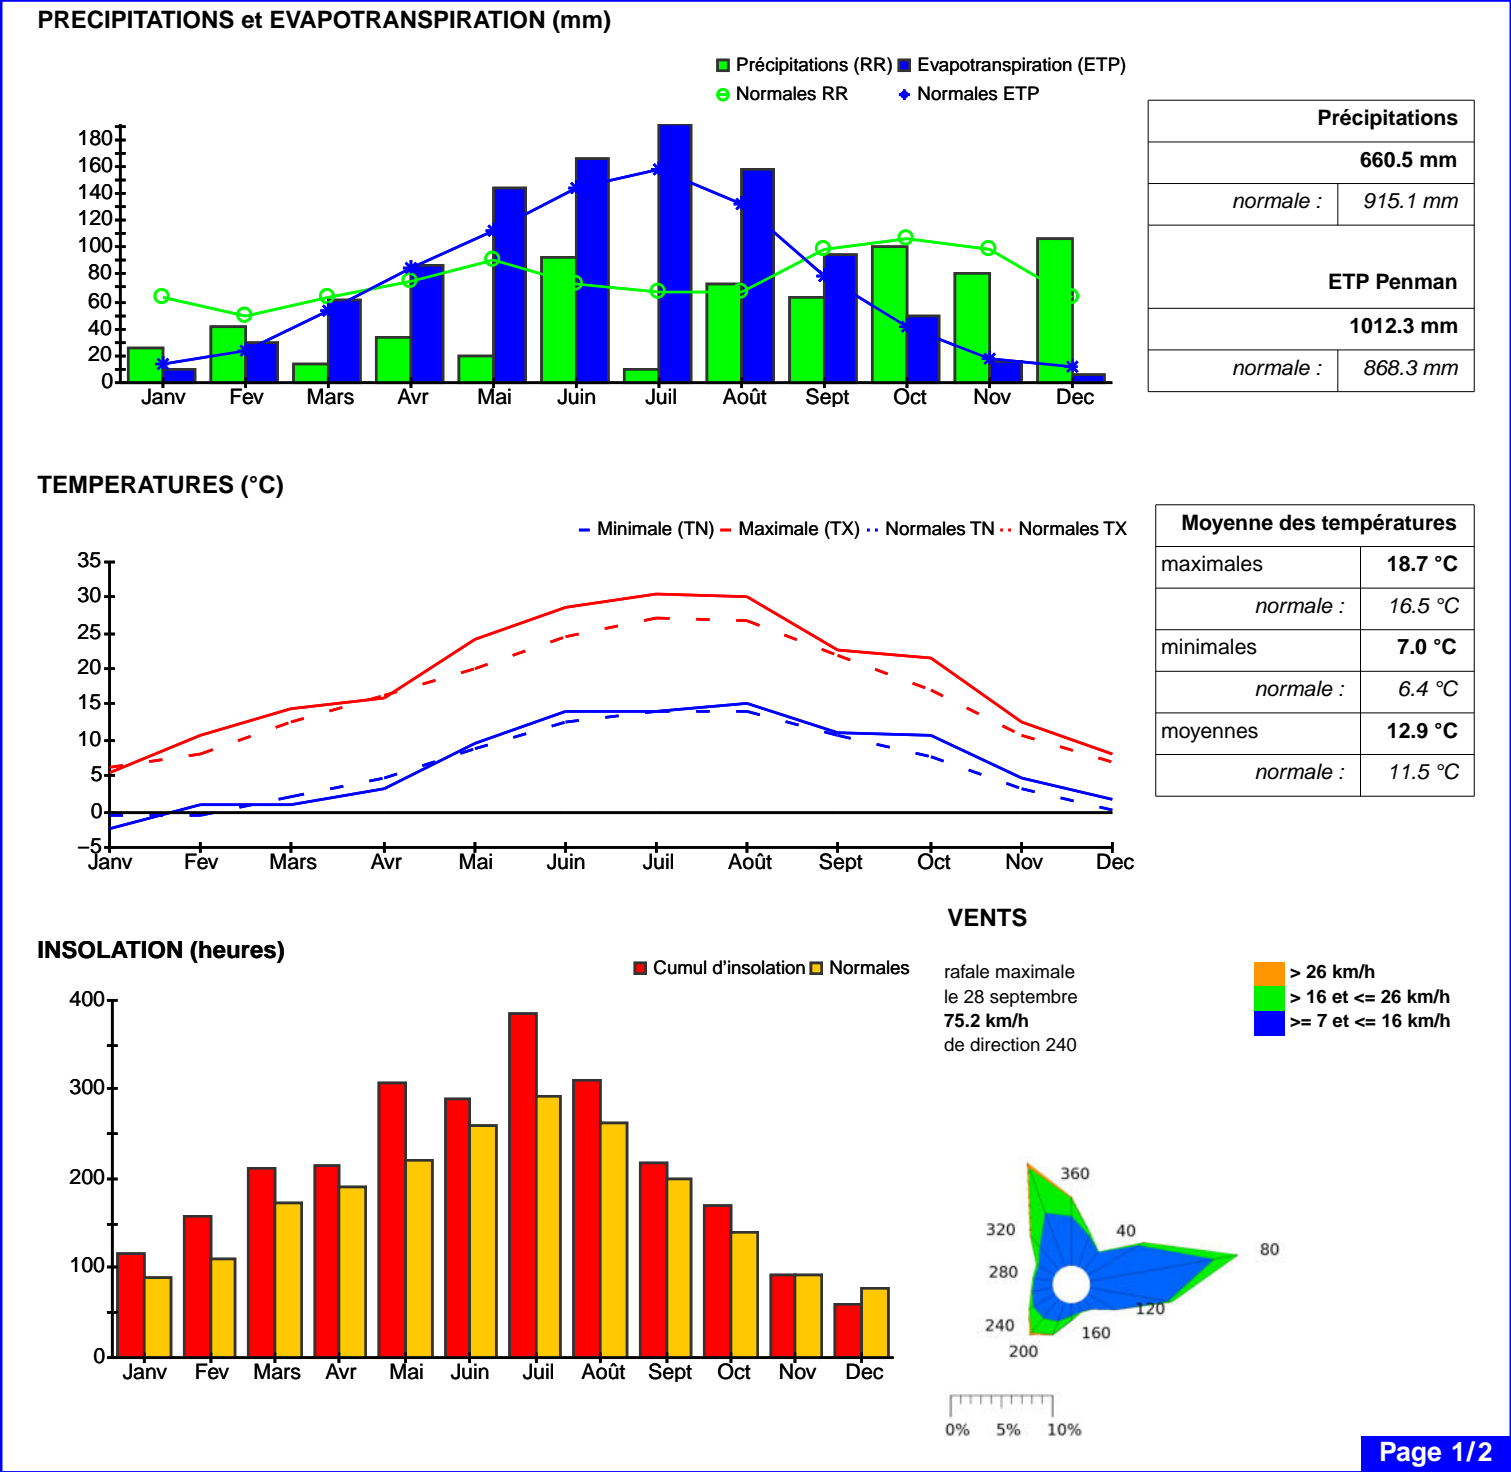 PRECIPITATIONS et EVAPOTRANSPIRATION (mm)
Précipitations (RR) Evapotranspiration (ETP)
Normales RR Normales ETP
180
160
140
120
100
80
60
40
20
0
Janv Fev Mars Avr Mai Juin Juil Août Sept Oct Nov Dec
Précipitations
660.5 mm
normale : 915.1 mm
ETP Penman
1012.3 mm
normale : 868.3 mm
TEMPERATURES (°C)
Minimale (TN) Maximale (TX) Normales TN Normales TX
35
30
25
20
15
10
5
0
–5
Janv Fev Mars Avr Mai Juin Juil Août Sept Oct Nov Dec
Moyenne des températures
maximales 18.7 °C
normale : 16.5 °C
minimales 7.0 °C
normale : 6.4 °C
moyennes 12.9 °C
normale : 11.5 °C
INSOLATION (heures)
Cumul d'insolation Normales
400
300
200
100
0
Janv Fev Mars Avr Mai Juin Juil Août Sept Oct Nov Dec
VENTS
rafale maximale
le 28 septembre
75.2 km/h
de direction 240
> 26 km/h
> 16 et <= 26 km/h
>= 7 et <= 16 km/h
360
320 40
80
280
120
240 160
200
0% 5% 10%
Page 1/2